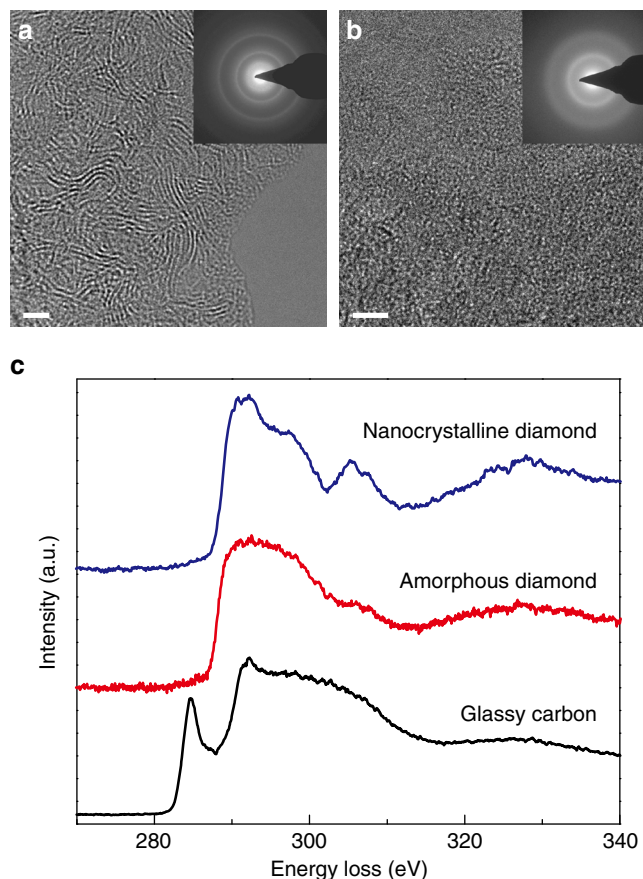 a
b
c
Nanocrystalline diamond
Amorphous diamond
Glassy carbon
Intensity (a.u.)
280
300
320
340
Energy loss (eV)